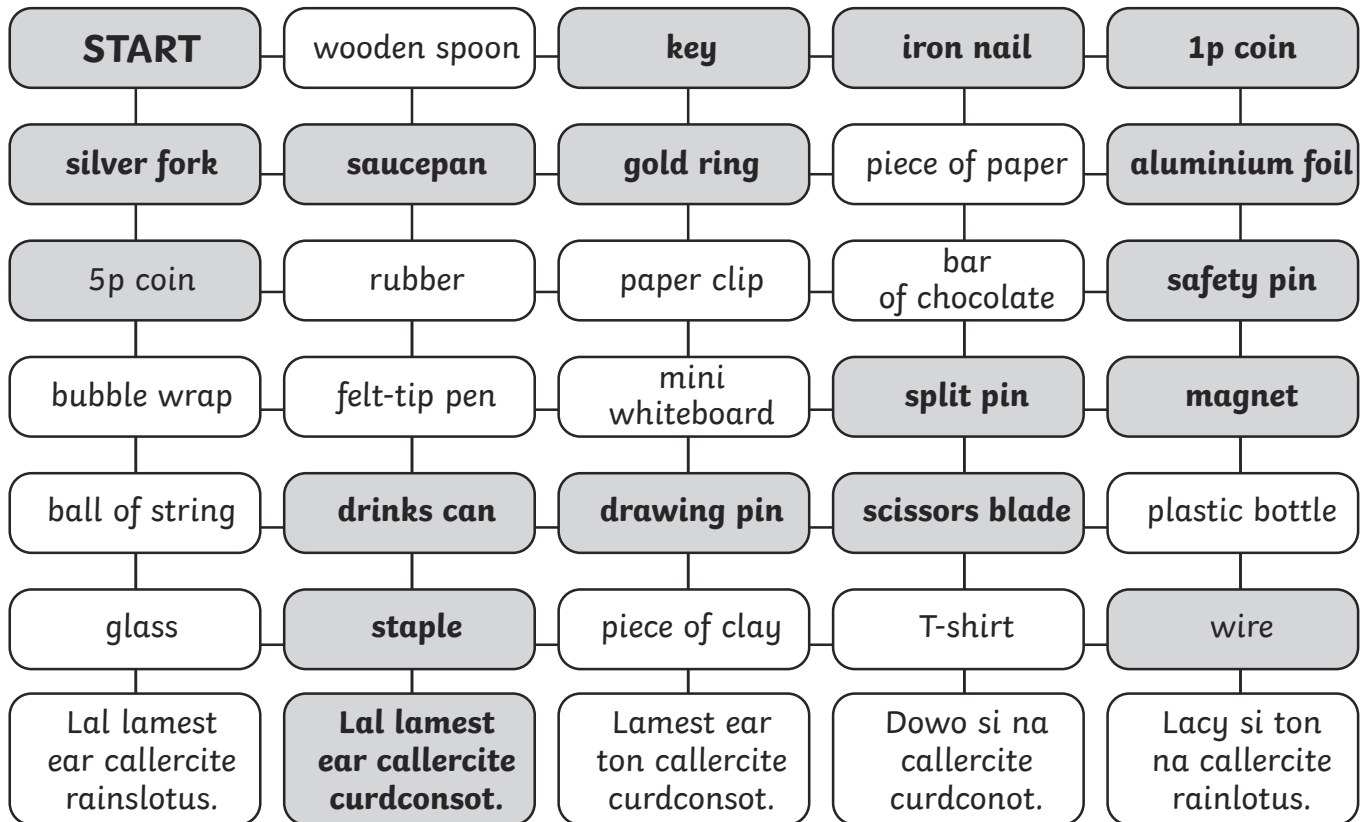 START
wooden spoon
key
iron nail
1p coin
silver fork
saucepan
gold ring
piece of paper
aluminium foil
5p coin
rubber
paper clip
bar
of chocolate
safety pin
bubble wrap
felt-tip pen
mini
whiteboard
split pin
magnet
ball of string
drinks can
drawing pin
scissors blade
plastic bottle
glass
staple
piece of clay
T-shirt
wire
Lal lamest
ear callercite
rainslotus.
Lal lamest
ear callercite
curdconsot.
Lamest ear
ton callercite
curdconsot.
Dowo si na
callercite
curdconot.
Lacy si ton
na callercite
rainlotus.